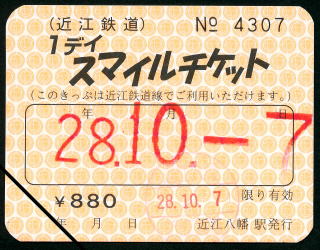 (近江鉄道) № 4307
1デイ
スマイルチケット
(このきっぷは近江鉄道線でご利用いただけます。)
年 月 日
28.10.-7
¥880 28.10.7 限り有効
年 月 日 近江八幡駅発行